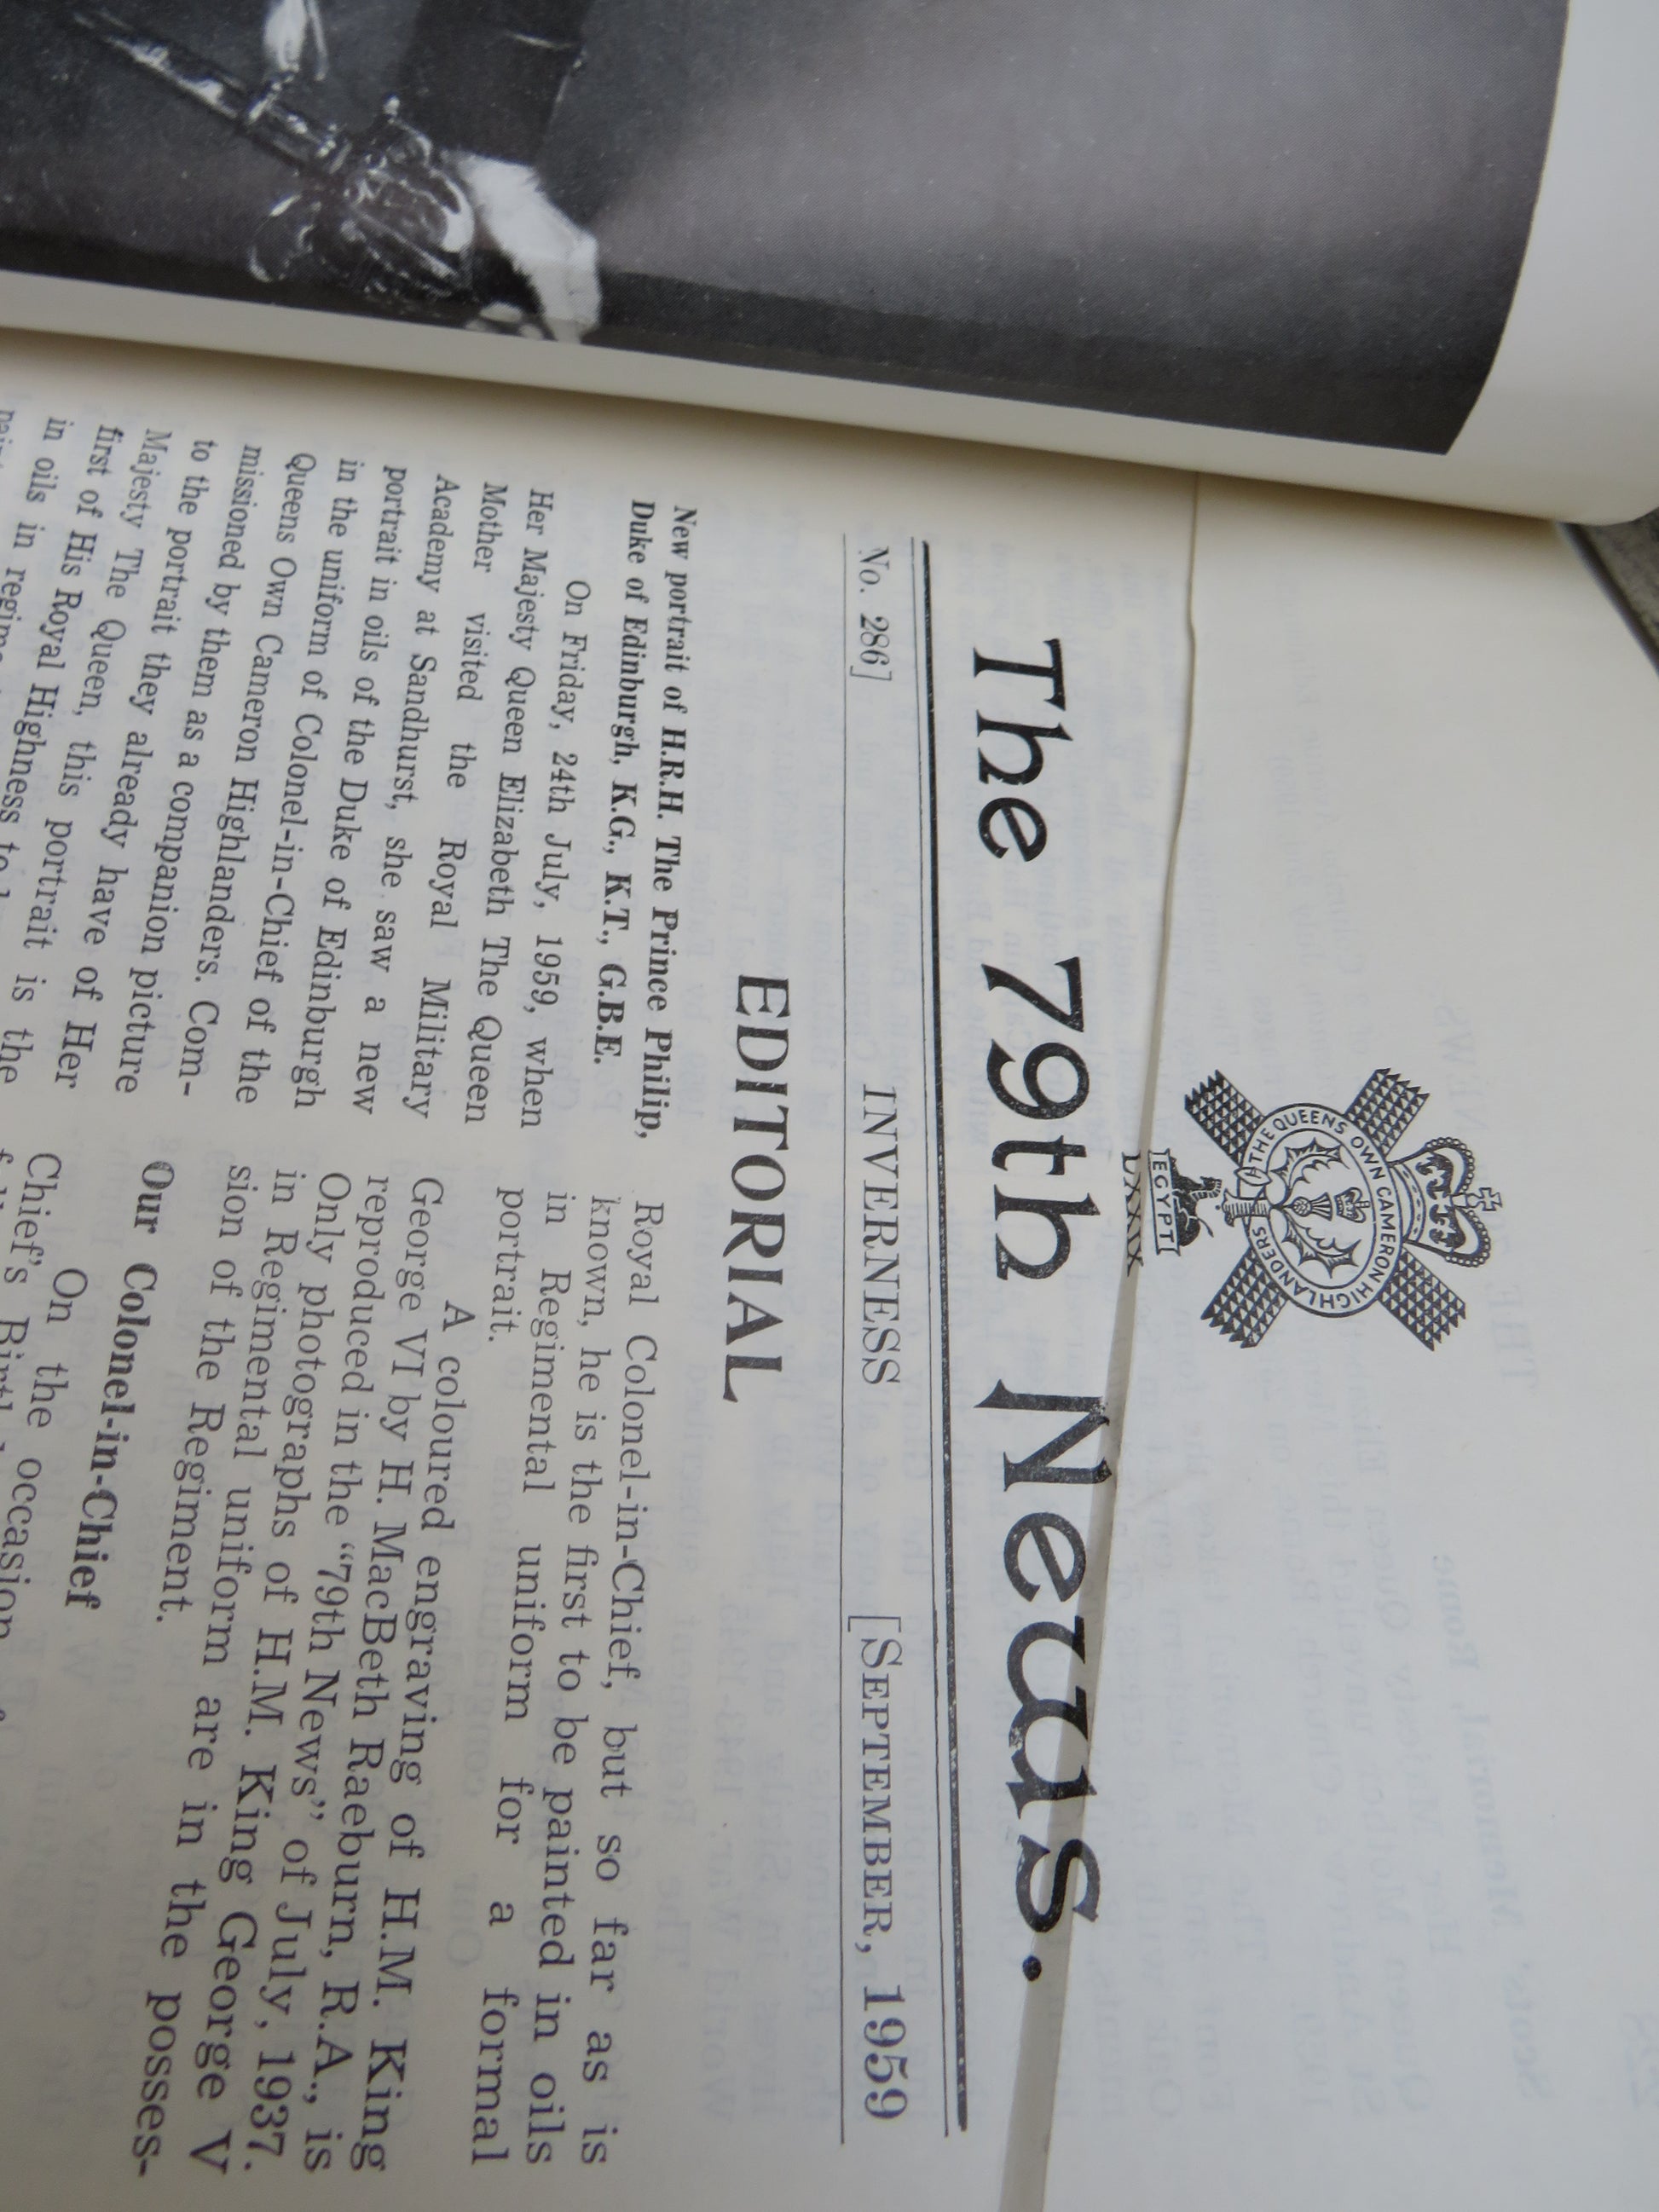 THE QUEENS OWN CAMERON HIGHLANDERS
EGYPT
LXXIX
The 79th News.
No. 286] INVERNESS [SEPTEMBER, 1959
EDITORIAL
New portrait of H.R.H. The Prince Philip,
Duke of Edinburgh, K.G., K.T., G.B.E.
On Friday, 24th July, 1959, when
Her Majesty Queen Elizabeth The Queen
Mother visited the Royal Military
Academy at Sandhurst, she saw a new
portrait in oils of the Duke of Edinburgh
in the uniform of Colonel-in-Chief of the
Queens Own Cameron Highlanders. Com-
missioned by them as a companion picture
to the portrait they already have of Her
Majesty The Queen, this portrait is the
first of His Royal Highness to
in oils in
Royal Colonel-in-Chief, but so far as is
known, he is the first to be painted in oils
in Regimental uniform for a formal
portrait.
A coloured engraving of H.M. King
George VI by H. MacBeth Raeburn, R.A., is
reproduced in the “79th News” of July, 1937.
Only photographs of H.M. King George V
in Regimental uniform are in the posses-
sion of the Regiment.
Our Colonel-in-Chief
On the occasion
Chief's